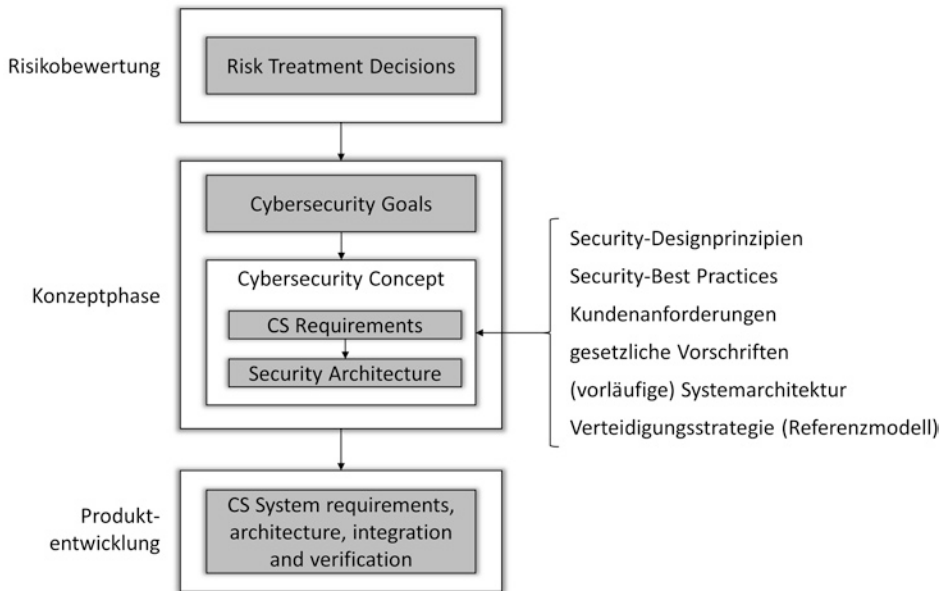 Risikobewertung
Risk Treatment Decisions
Konzeptphase
Cybersecurity Goals
Cybersecurity Concept
CS Requirements
Security Architecture
Security-Designprinzipien
Security-Best Practices
Kundenanforderungen
gesetzliche Vorschriften
(vorläufige) Systemarchitektur
Verteidigungsstrategie (Referenzmodell)
Produkt-
entwicklung
CS System requirements,
architecture, integration
and verification